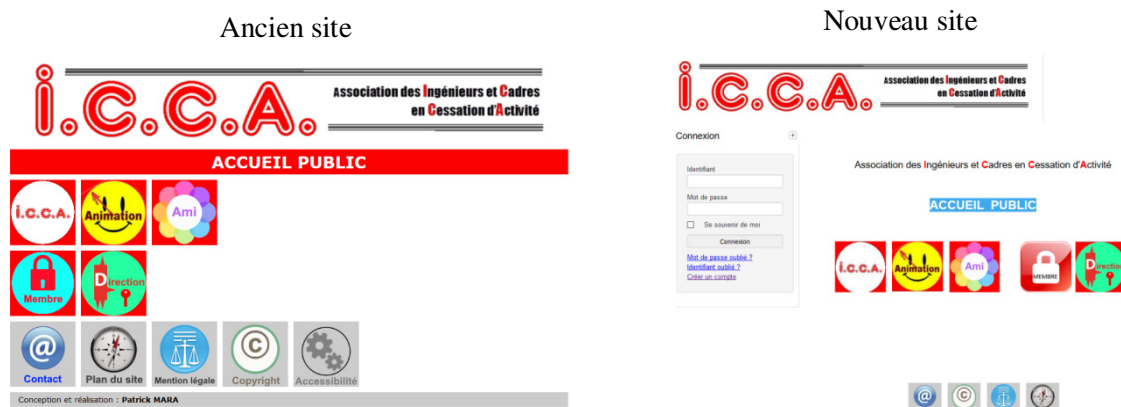 Ancien site
i.C.C.A.
Association des Ingénieurs et Cadres
en Cessation d'Activité
ACCUEIL PUBLIC
i.C.C.A.
Animation
Ami
Membre
Direction
@
Contact
Plan du site
Mention légale
©
Copyright
Accessibilité
Conception et réalisation : Patrick MARA
Nouveau site
i.C.C.A.
Association des Ingénieurs et Cadres
en Cessation d'Activité
Connexion
+
Identifiant
Mot de passe
Se souvenir de moi
Connexion
Mot de passe oublié ?
Identifiant oublié ?
Créer un compte
Association des Ingénieurs et Cadres en Cessation d'Activité
ACCUEIL PUBLIC
i.C.C.A.
Animation
Ami
MEMBRE
Directio
@
©